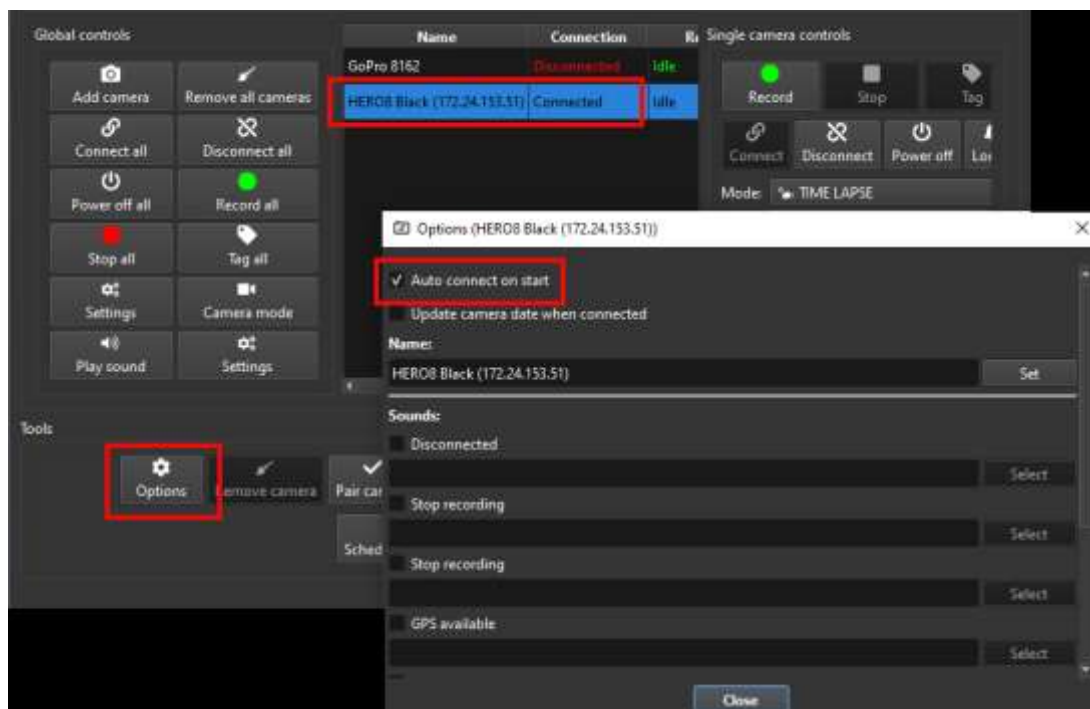 Global controls
Add camera
Remove all cameras
Connect all
Disconnect all
Power off all
Record all
Stop all
Tag all
Settings
Camera mode
Play sound
Settings
Name Connection
GoPro 8162 Disconnected Idle
HERO8 Black (172.24.153.51) Connected Idle
Single camera controls
Record
Stop
Tag
Connect
Disconnect
Power off
Mode: TIME LAPSE
Tools
Options
Remove camera
Pair
Sched
Options (HERO8 Black (172.24.153.51))
Auto connect on start
Update camera date when connected
Name:
HERO8 Black (172.24.153.51)
Set
Sounds:
Disconnected
Select
Stop recording
Select
Stop recording
Select
GPS available
Select
Close